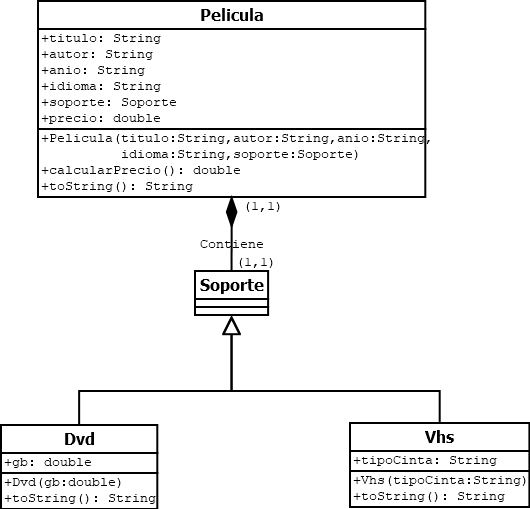 Pelicula
+titulo: String
+autor: String
+anio: String
+idioma: String
+soporte: Soporte
+precio: double
+Pelicula(titulo:String,autor:String,anio:String,
idioma:String,soporte:Soporte)
+calcularPrecio(): double
+toString(): String
(1,1)
Contiene
(1,1)
Soporte
Dvd
+gb: double
+Dvd(gb:double)
+toString(): String
Vhs
+tipoCinta: String
+Vhs(tipoCinta:String)
+toString(): String